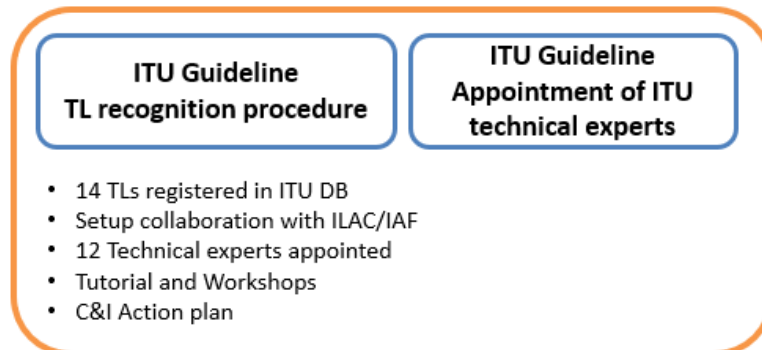 ITU Guideline
TL recognition procedure
ITU Guideline
Appointment of ITU
technical experts
• 14 TLs registered in ITU DB
• Setup collaboration with ILAC/IAF
• 12 Technical experts appointed
• Tutorial and Workshops
• C&I Action plan